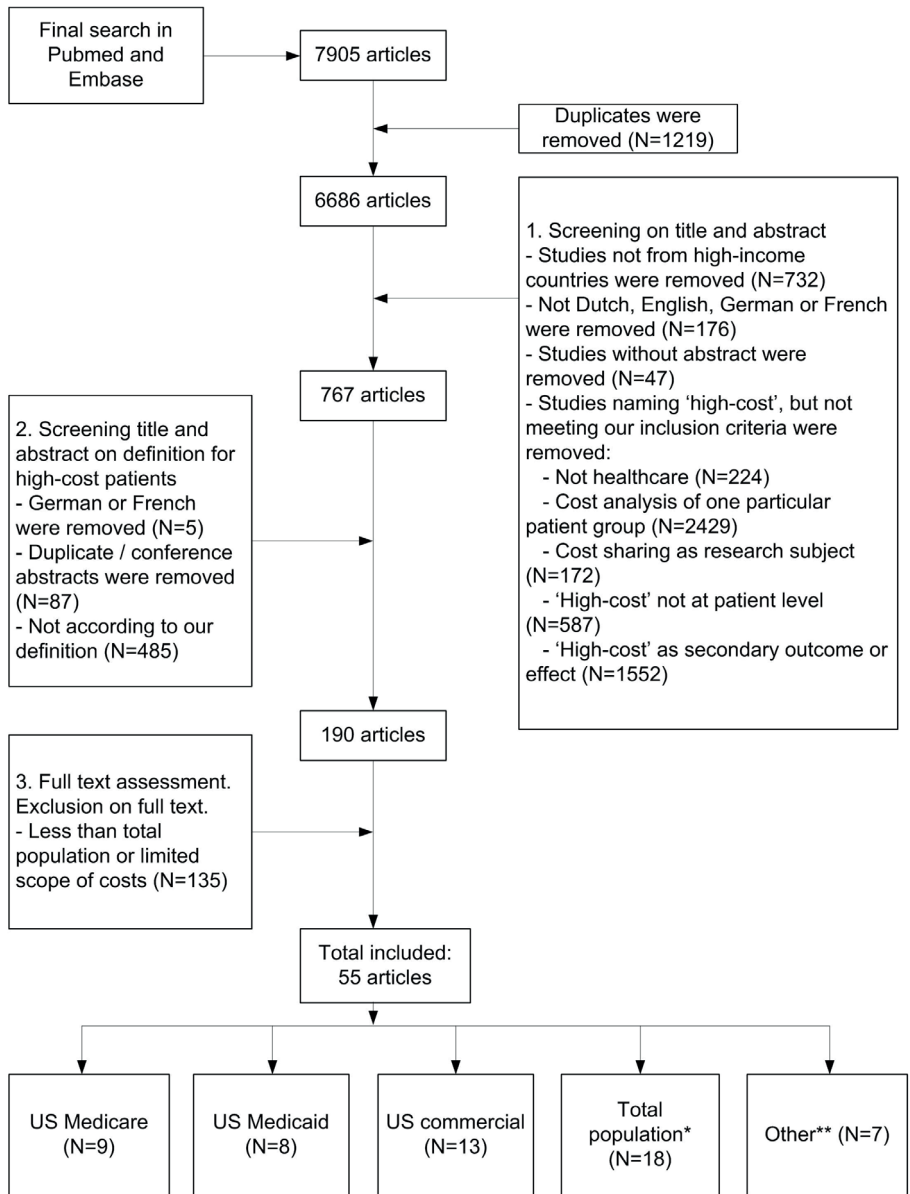 Final search in
Pubmed and
Embase
7905 articles
Duplicates were
removed (N=1219)
6686 articles
1. Screening on title and abstract
- Studies not from high-income
countries were removed (N=732)
- Not Dutch, English, German or French
were removed (N=176)
- Studies without abstract were
removed (N=47)
- Studies naming ‘high-cost’, but not
meeting our inclusion criteria were
removed:
- Not healthcare (N=224)
- Cost analysis of one particular
patient group (N=2429)
- Cost sharing as research subject
(N=172)
- ‘High-cost’ not at patient level
(N=587)
- ‘High-cost’ as secondary outcome or
effect (N=1552)
767 articles
2. Screening title and
abstract on definition for
high-cost patients
- German or French
were removed (N=5)
- Duplicate / conference
abstracts were removed
(N=87)
- Not according to our
definition (N=485)
190 articles
3. Full text assessment.
Exclusion on full text.
- Less than total
population or limited
scope of costs (N=135)
Total included:
55 articles
US Medicare
(N=9)
US Medicaid
(N=8)
US commercial
(N=13)
Total
population*
(N=18)
Other** (N=7)